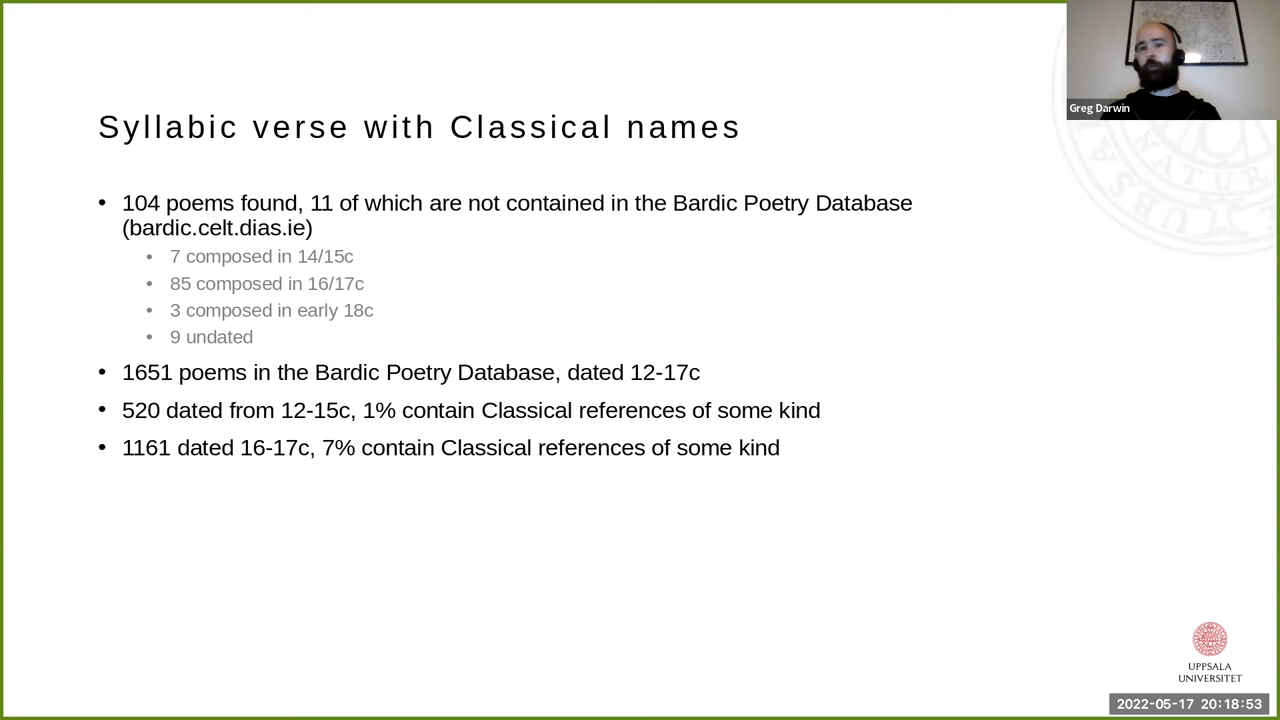 Greg Darwin
Syllabic verse with Classical names
• 104 poems found, 11 of which are not contained in the Bardic Poetry Database
(bardic.celt.dias.ie)
• 7 composed in 14/15c
• 85 composed in 16/17c
• 3 composed in early 18c
• 9 undated
• 1651 poems in the Bardic Poetry Database, dated 12-17c
• 520 dated from 12-15c, 1% contain Classical references of some kind
• 1161 dated 16-17c, 7% contain Classical references of some kind
UPPSALA
UNIVERSITET
2022-05-17 20:18:53